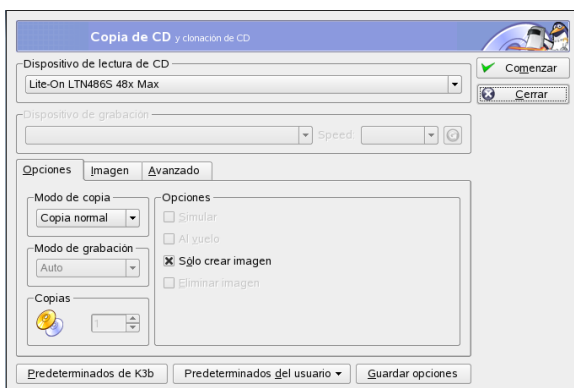 Copia de CD y clonación de CD
Dispositivo de lectura de CD
Lite-On LTN486S 48x Max
Comenzar
Cerrar
Dispositivo de grabación
Speed
Opciones Imagen Avanzado
Modo de copia
Copia normal
Modo de grabación
Auto
Copias
1
Opciones
Simular
Al vuelo
Sólo crear imagen
Eliminar imagen
Predeterminados de K3b Predeterminados del usuario Guardar opciones